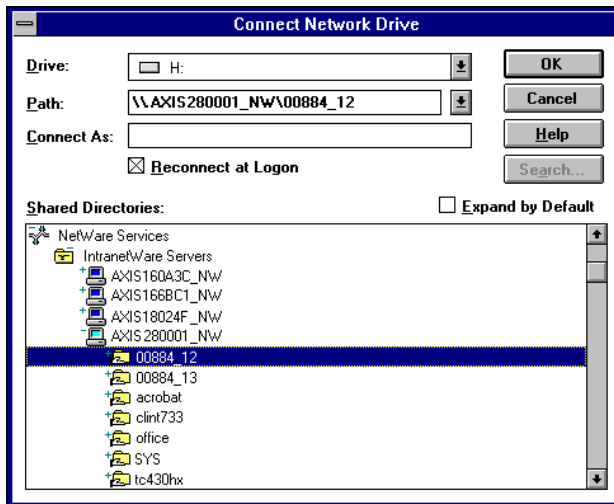 Connect Network Drive
Drive: H: OK
Path: \\AXIS280001_NW\00884_12 Cancel
Connect As: Help
Reconnect at Logon Search...
Shared Directories: Expand by Default
NetWare Services
IntranetWare Servers
AXIS160A3C_NW
AXIS166BC1_NW
AXIS18024F_NW
AXIS280001_NW
00884_12
00884_13
acrobat
clint733
office
SYS
tc430hx